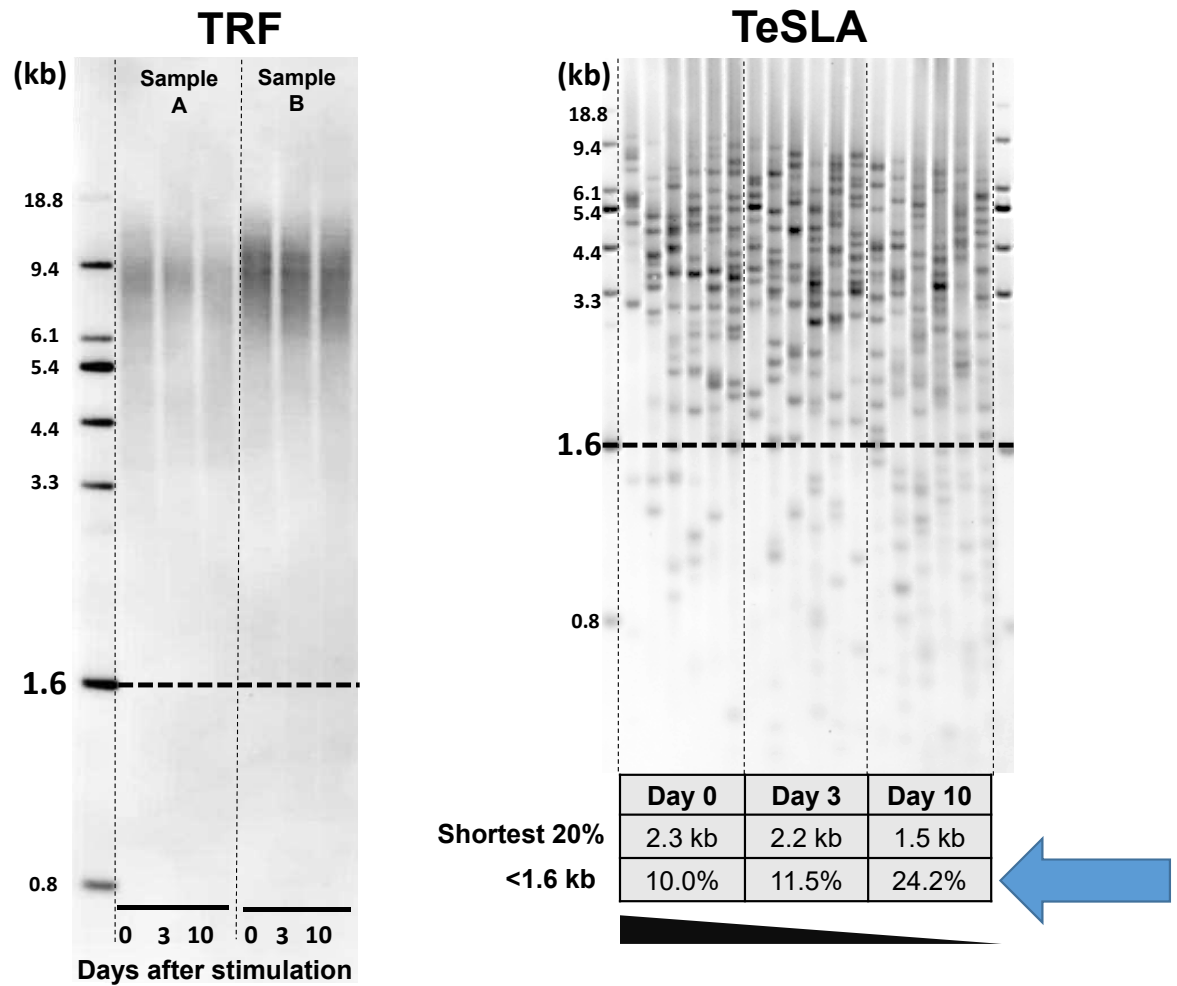 TRF
(kb)
Sample
A
Sample
B
18.8
9.4
6.1
5.4
4.4
3.3
1.6
0.8
0 3 10 0 3 10
Days after stimulation
TeSLA
(kb)
18.8
9.4
6.1
5.4
4.4
3.3
1.6
0.8
Day 0 Day 3 Day 10
Shortest 20% 2.3 kb 2.2 kb 1.5 kb
<1.6 kb 10.0% 11.5% 24.2%